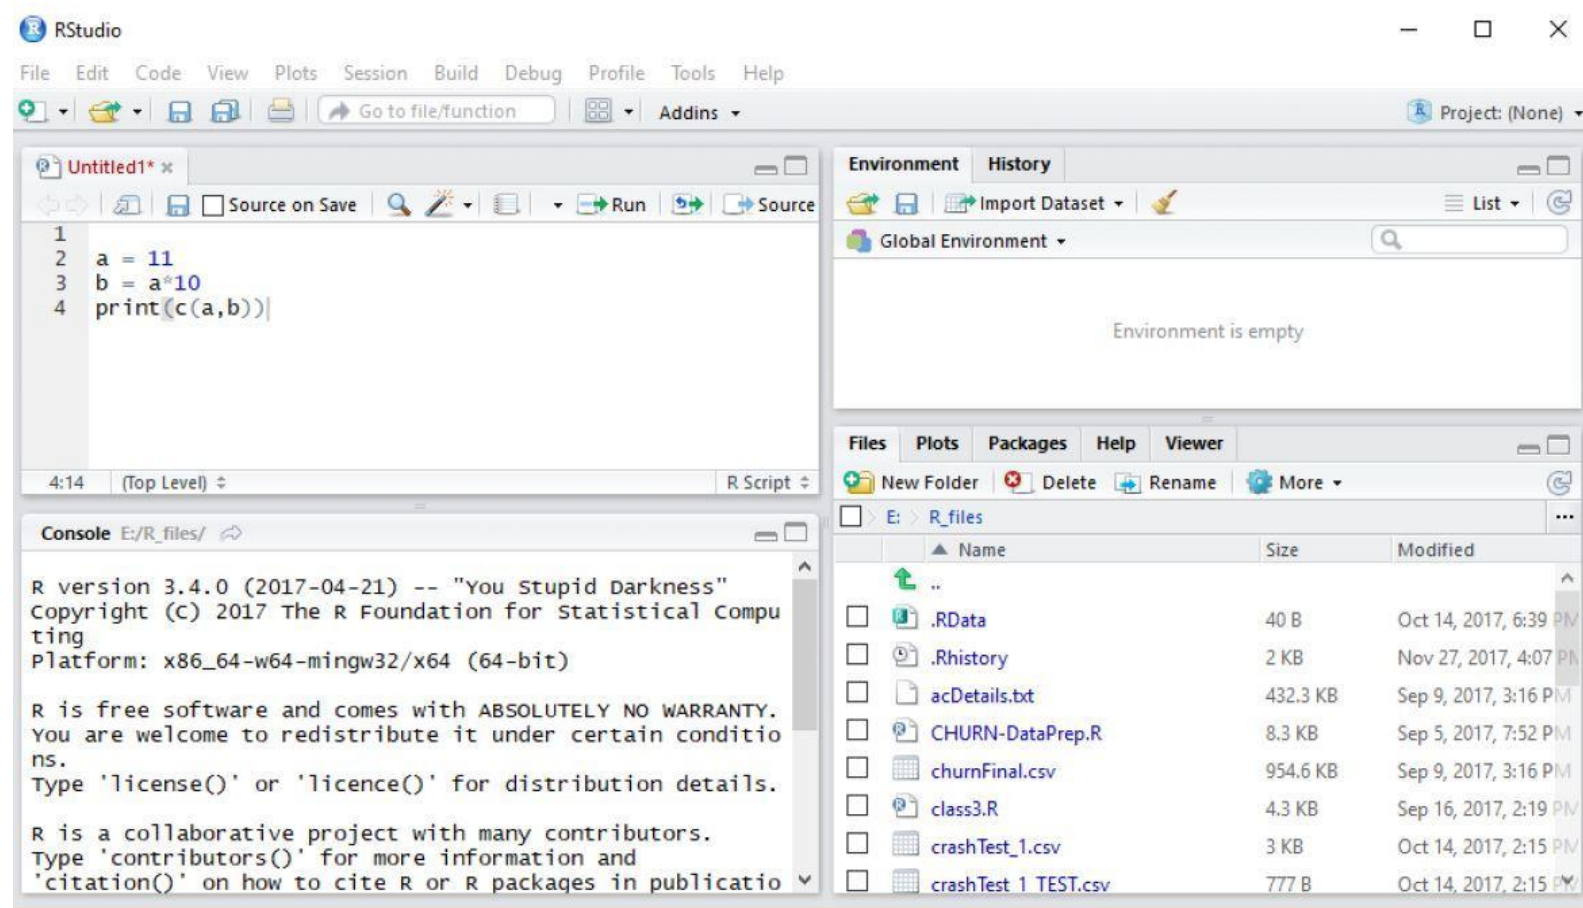 RStudio
File Edit Code View Plots Session Build Debug Profile Tools Help
Go to file/function Addins Project: (None)
Untitled1*
Source on Save Run Source
1
2 a = 11
3 b = a*10
4 print(c(a,b))
4:14 (Top Level) R Script
Console E:/R_files/
R version 3.4.0 (2017-04-21) -- "You Stupid Darkness"
Copyright (C) 2017 The R Foundation for Statistical Compu
ting
Platform: x86_64-w64-mingw32/x64 (64-bit)
R is free software and comes with ABSOLUTELY NO WARRANTY.
You are welcome to redistribute it under certain conditio
ns.
Type 'license()' or 'licence()' for distribution details.
R is a collaborative project with many contributors.
Type 'contributors()' for more information and
'citation()' on how to cite R or R packages in publicatio
Environment History
Import Dataset List
Global Environment
Environment is empty
Files Plots Packages Help Viewer
New Folder Delete Rename More
E: R_files ...
Name Size Modified
..
.RData 40 B Oct 14, 2017, 6:39 PM
.Rhistory 2 KB Nov 27, 2017, 4:07 PM
acDetails.txt 432.3 KB Sep 9, 2017, 3:16 PM
CHURN-DataPrep.R 8.3 KB Sep 5, 2017, 7:52 PM
churnFinal.csv 954.6 KB Sep 9, 2017, 3:16 PM
class3.R 4.3 KB Sep 16, 2017, 2:19 PM
crashTest_1.csv 3 KB Oct 14, 2017, 2:15 PM
crashTest_1_TEST.csv 777 B Oct 14, 2017, 2:15 PM